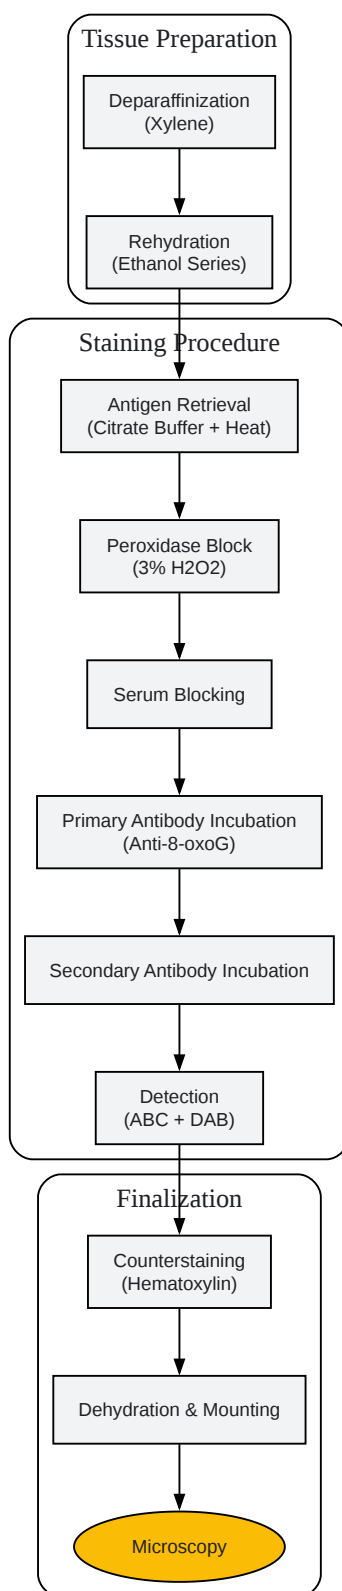 Tissue Preparation
Deparaffinization
(Xylene)
Rehydration
(Ethanol Series)
Staining Procedure
Antigen Retrieval
(Citrate Buffer + Heat)
Peroxidase Block
(3% H2O2)
Serum Blocking
Primary Antibody Incubation
(Anti-8-oxoG)
Secondary Antibody Incubation
Detection
(ABC + DAB)
Finalization
Counterstaining
(Hematoxylin)
Dehydration & Mounting
Microscopy